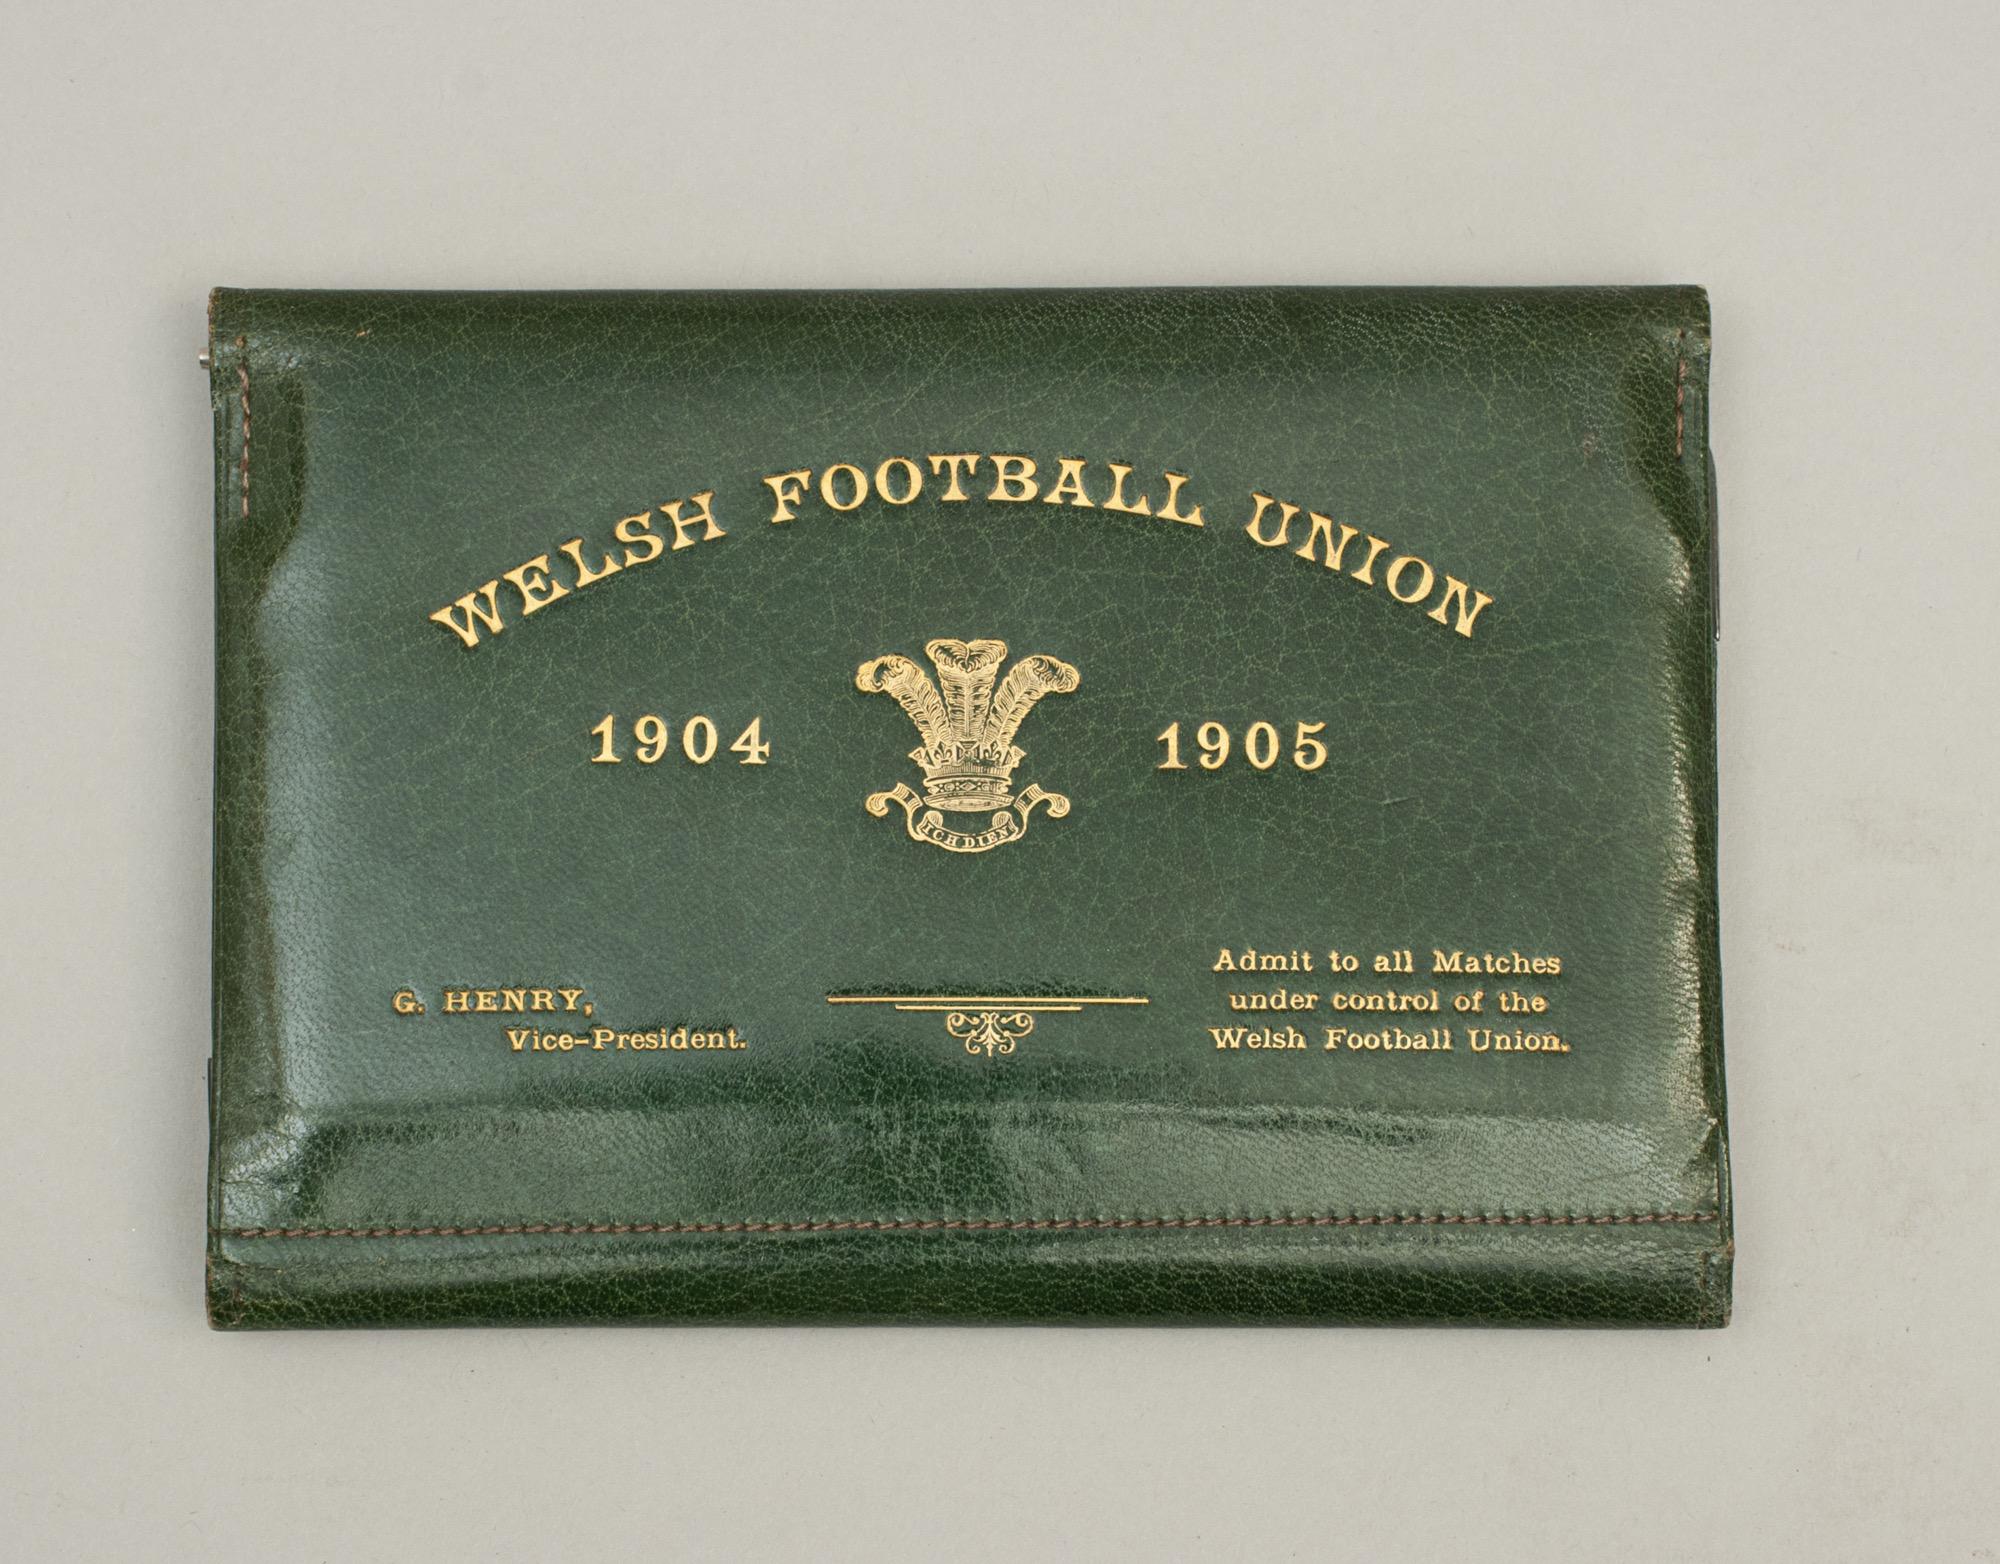 WELSH FOOTBALL UNION
1904 1905
ICH DIEN
G. HENRY,
Vice-President.
Admit to all Matches
under control of the
Welsh Football Union.